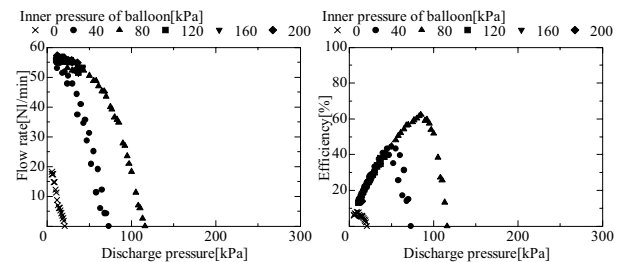 Inner pressure of balloon[kPa]
0 40 80 120 160 200
60
50
40
30
20
10
0 100 200 300
Flow rate[Nl/min]
Discharge pressure[kPa]
Inner pressure of balloon[kPa]
0 40 80 120 160 200
100
80
60
40
20
0
0 100 200 300
Efficiency[%]
Discharge pressure[kPa]